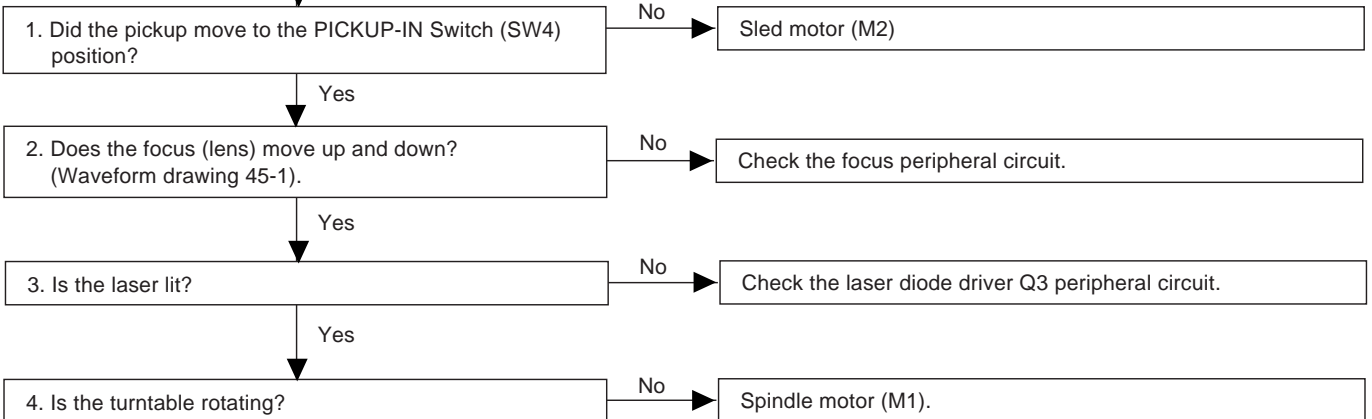 1. Did the pickup move to the PICKUP-IN Switch (SW4)
position?
No
Sled motor (M2)
Yes
2. Does the focus (lens) move up and down?
(Waveform drawing 45-1).
No
Check the focus peripheral circuit.
Yes
3. Is the laser lit?
No
Check the laser diode driver Q3 peripheral circuit.
Yes
4. Is the turntable rotating?
No
Spindle motor (M1).